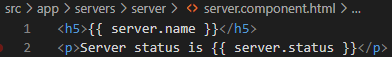 src > app > servers > server > <> server.component.html > ...
1 <h5>{{ server.name }}</h5>
2 <p>Server status is {{ server.status }}</p>